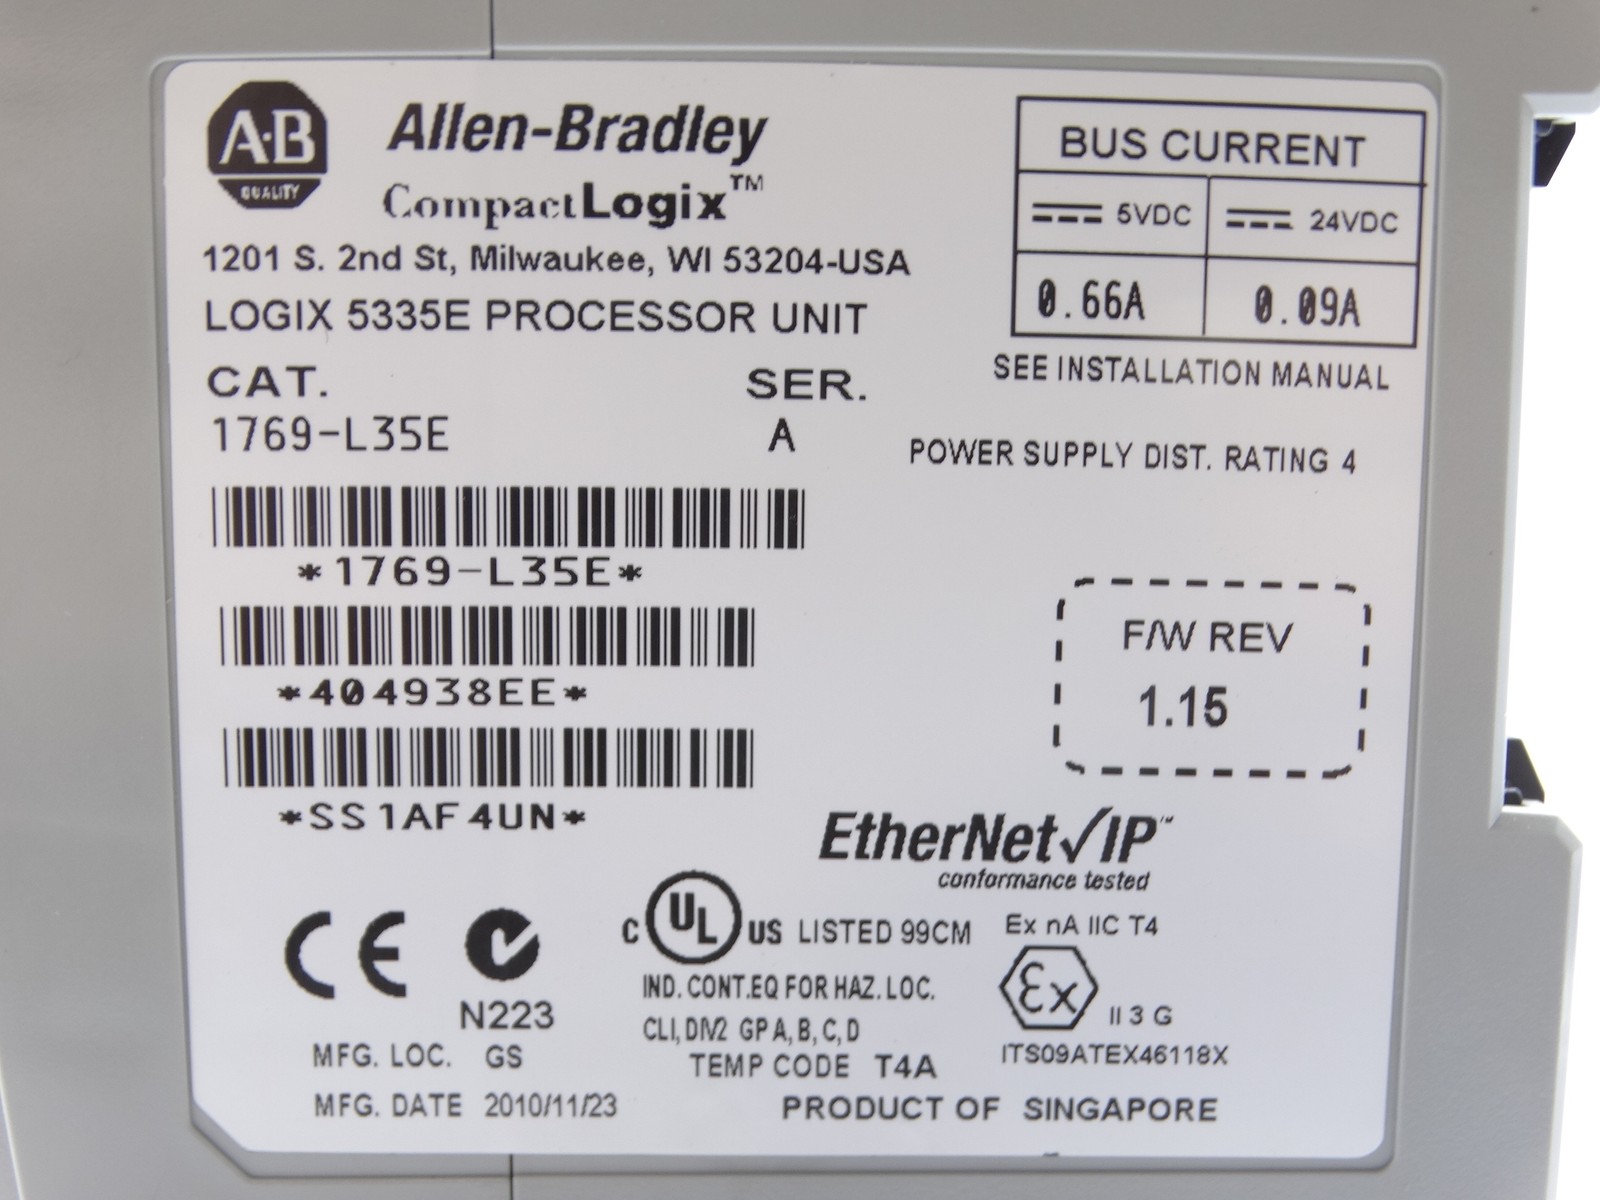 A·B
QUALITY
Allen-Bradley
CompactLogix™
1201 S. 2nd St, Milwaukee, WI 53204-USA
LOGIX 5335E PROCESSOR UNIT
CAT. SER.
1769-L35E A
BUS CURRENT
5VDC 24VDC
0.66A 0.09A
SEE INSTALLATION MANUAL
POWER SUPPLY DIST. RATING 4
*1769-L35E*
*404938EE*
*SS1AF4UN*
F/W REV
1.15
EtherNet/IP™
conformance tested
CE
N223
C UL US LISTED 99CM
IND. CONT.EQ FOR HAZ. LOC.
CLI, DIV2 GP A, B, C, D
TEMP CODE T4A
Ex nA IIC T4
Ex II 3 G
ITS09ATEX46118X
MFG. LOC. GS
MFG. DATE 2010/11/23
PRODUCT OF SINGAPORE